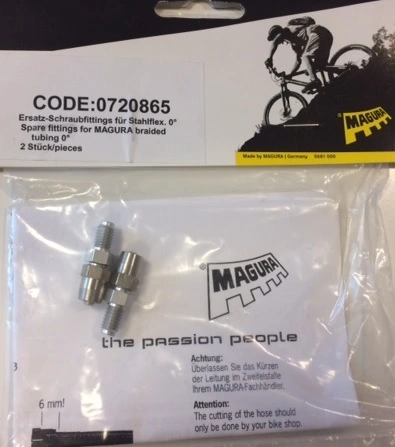 CODE:0720865
Ersatz-Schraubfittings für Stahlflex. 0°
Spare fittings for MAGURA braided
tubing 0°
2 Stück/pieces
MAGURA
Made by MAGURA | Germany
MAGURA
the passion people
Achtung:
Überlassen Sie das Kürzen
der Leitung im Zweifelsfalle
Ihrem MAGURA-Fachhändler.
6 mm!
Attention:
The cutting of the hose should
only be done by your bike shop.